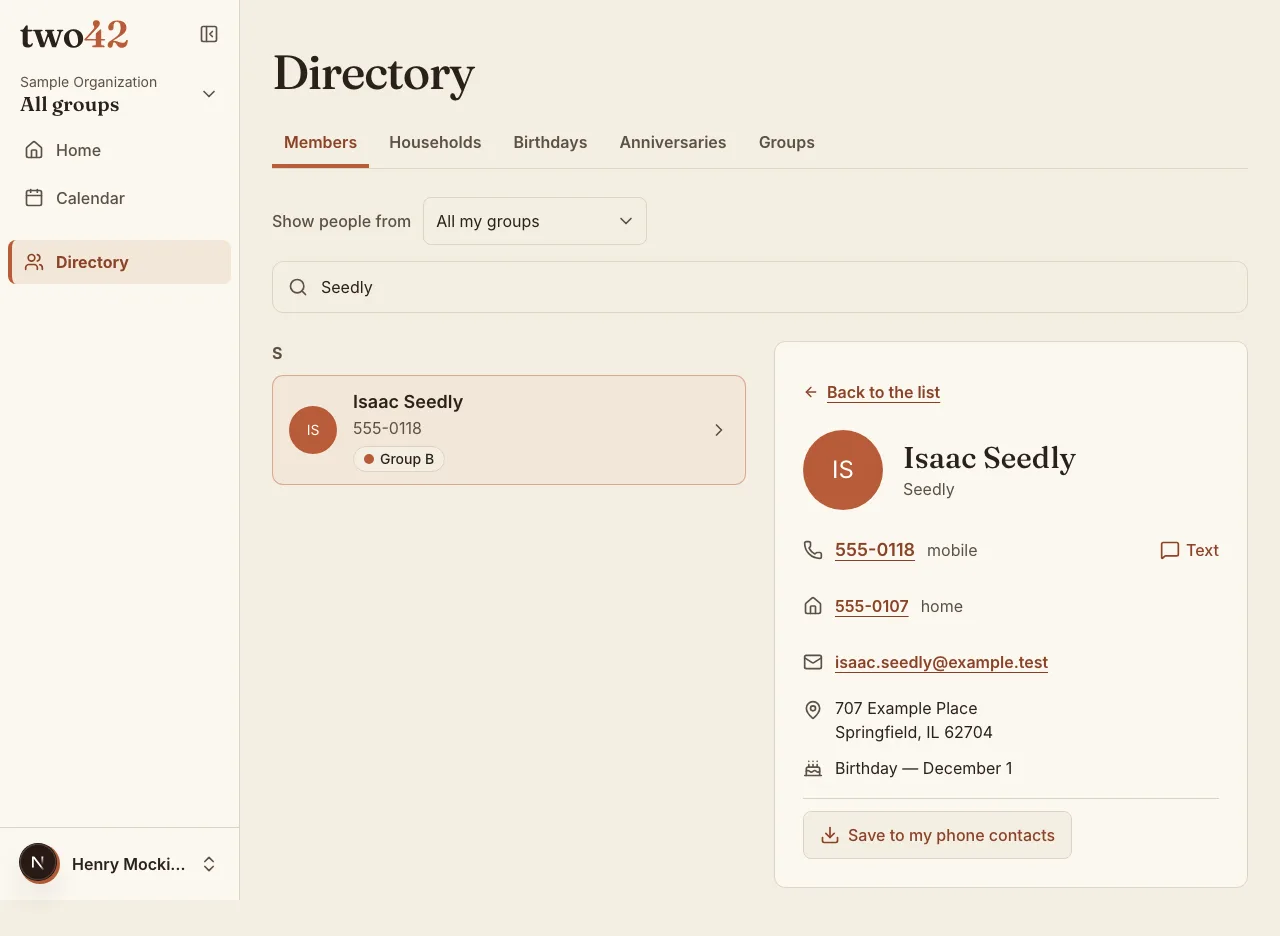 two42
Sample Organization
All groups
Home
Calendar
Directory
Directory
Members
Households
Birthdays
Anniversaries
Groups
Show people from
All my groups
Seedly
S
IS
Isaac Seedly
555-0118
Group B
Back to the list
IS
Isaac Seedly
Seedly
555-0118 mobile
Text
555-0107 home
isaac.seedly@example.test
707 Example Place
Springfield, IL 62704
Birthday — December 1
Save to my phone contacts
N
Henry Mocki...